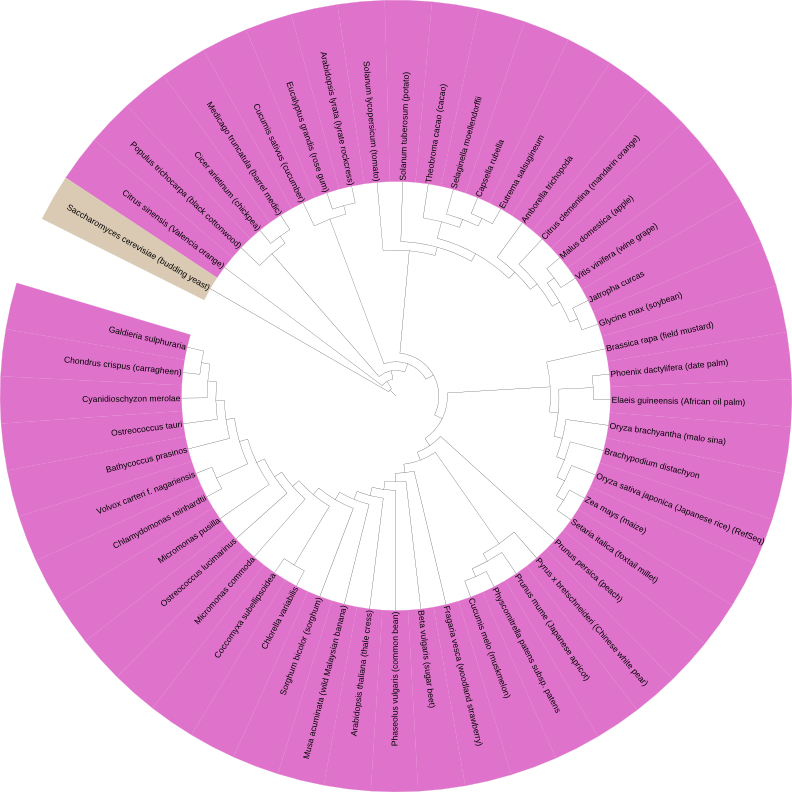 Saccharomyces cerevisiae (budding yeast)
Citrus sinensis (Valencia orange)
Populus trichocarpa (black cottonwood)
Cicer arietinum (chickpea)
Medicago truncatula (barrel medic)
Cucumis sativus (cucumber)
Eucalyptus grandis (rose gum)
Arabidopsis lyrata (lyrate rockcress)
Solanum lycopersicum (tomato)
Solanum tuberosum (potato)
Theobroma cacao (cacao)
Selaginella moellendorffii
Capsella rubella
Eutrema salsugineum
Amborella trichopoda
Citrus clementina (mandarin orange)
Malus domestica (apple)
Vitis vinifera (wine grape)
Jatropha curcas
Glycine max (soybean)
Brassica rapa (field mustard)
Phoenix dactylifera (date palm)
Elaeis guineensis (African oil palm)
Oryza brachyantha (malo sina)
Brachypodium distachyon
Oryza sativa japonica (Japanese rice) (RefSeq)
Zea mays (maize)
Setaria italica (foxtail millet)
Prunus persica (peach)
Pyrus x bretschneideri (Chinese white pear)
Prunus mume (Japanese apricot)
Physcomitrella patens subsp. patens
Cucumis melo (muskmelon)
Fragaria vesca (woodland strawberry)
Beta vulgaris (sugar beet)
Phaseolus vulgaris (common bean)
Arabidopsis thaliana (thale cress)
Musa acuminata (wild Malaysian banana)
Sorghum bicolor (sorghum)
Chlorella variabilis
Coccomyxa subellipsoidea
Micromonas commoda
Ostreococcus lucimarinus
Micromonas pusilla
Chlamydomonas reinhardtii
Volvox carteri f. nagariensis
Bathycoccus prasinos
Ostreococcus tauri
Cyanidioschyzon merolae
Chondrus crispus (carragheen)
Galdieria sulphuraria